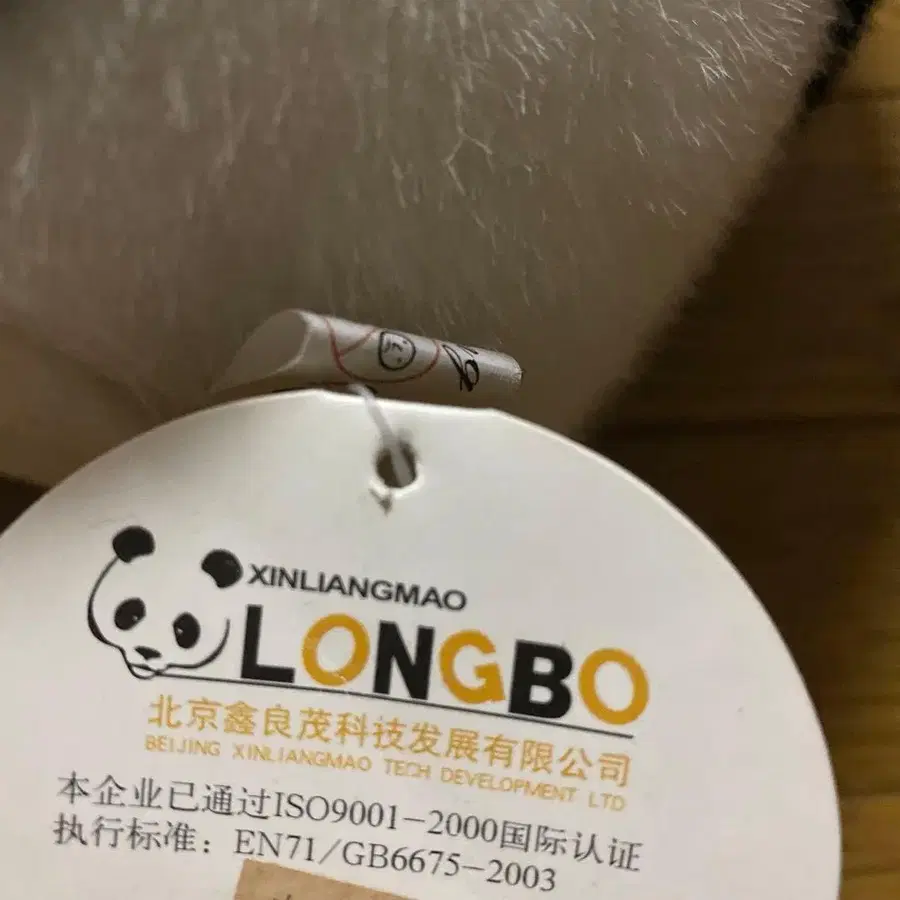 XINLIANGMAO
LONGBO
北京鑫良茂科技发展有限公司
BEIJING XINLIANGMAO TECH DEVELOPMENT LTD
本企业已通过ISO9001-2000国际认证
执行标准：EN71/GB6675-2003